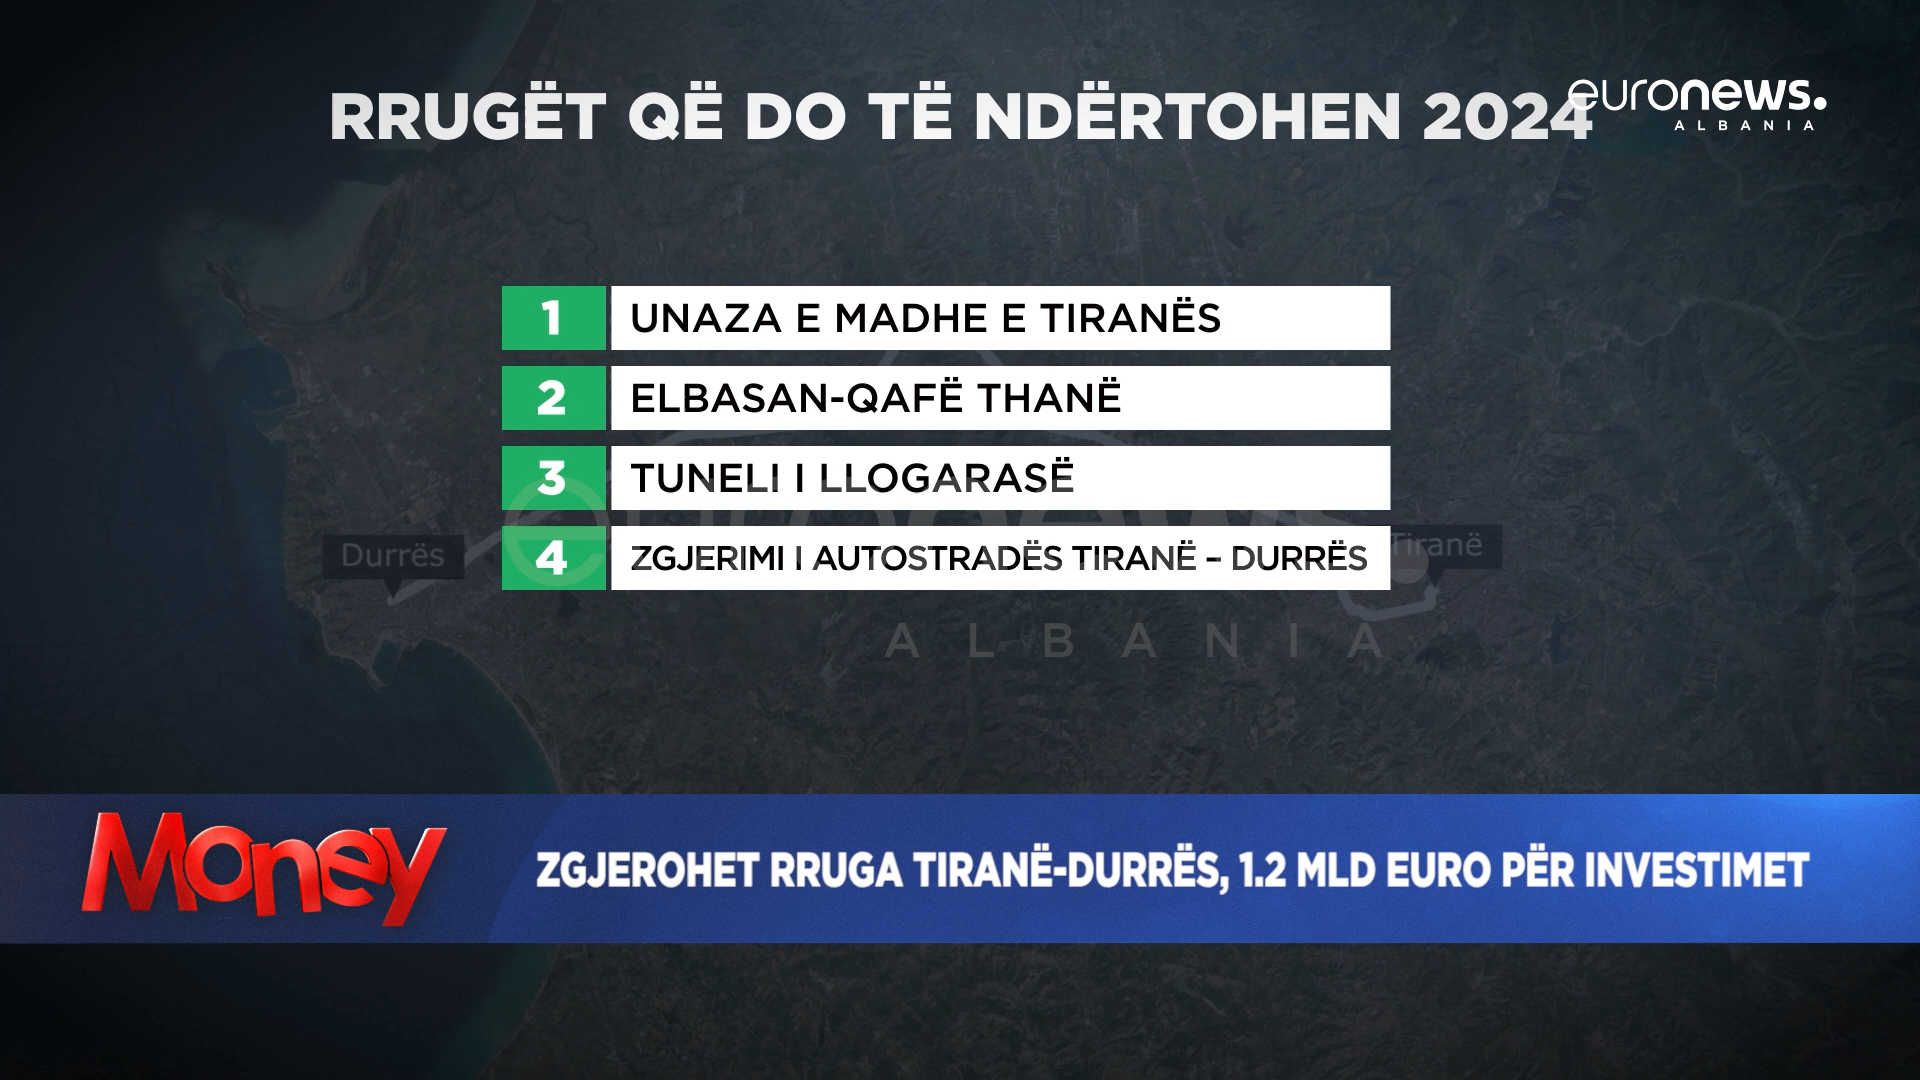 RRUGËT QË DO TË NDËRTOHEN 2024
euronews.
ALBANIA
1 UNAZA E MADHE E TIRANËS
2 ELBASAN-QAFË THANË
3 TUNELI I LLOGARASË
4 ZGJERIMI I AUTOSTRADËS TIRANË – DURRËS
Durrës
Tiranë
euronews
ALBANIA
Money
ZGJEROHET RRUGA TIRANË-DURRËS, 1.2 MLD EURO PËR INVESTIMET